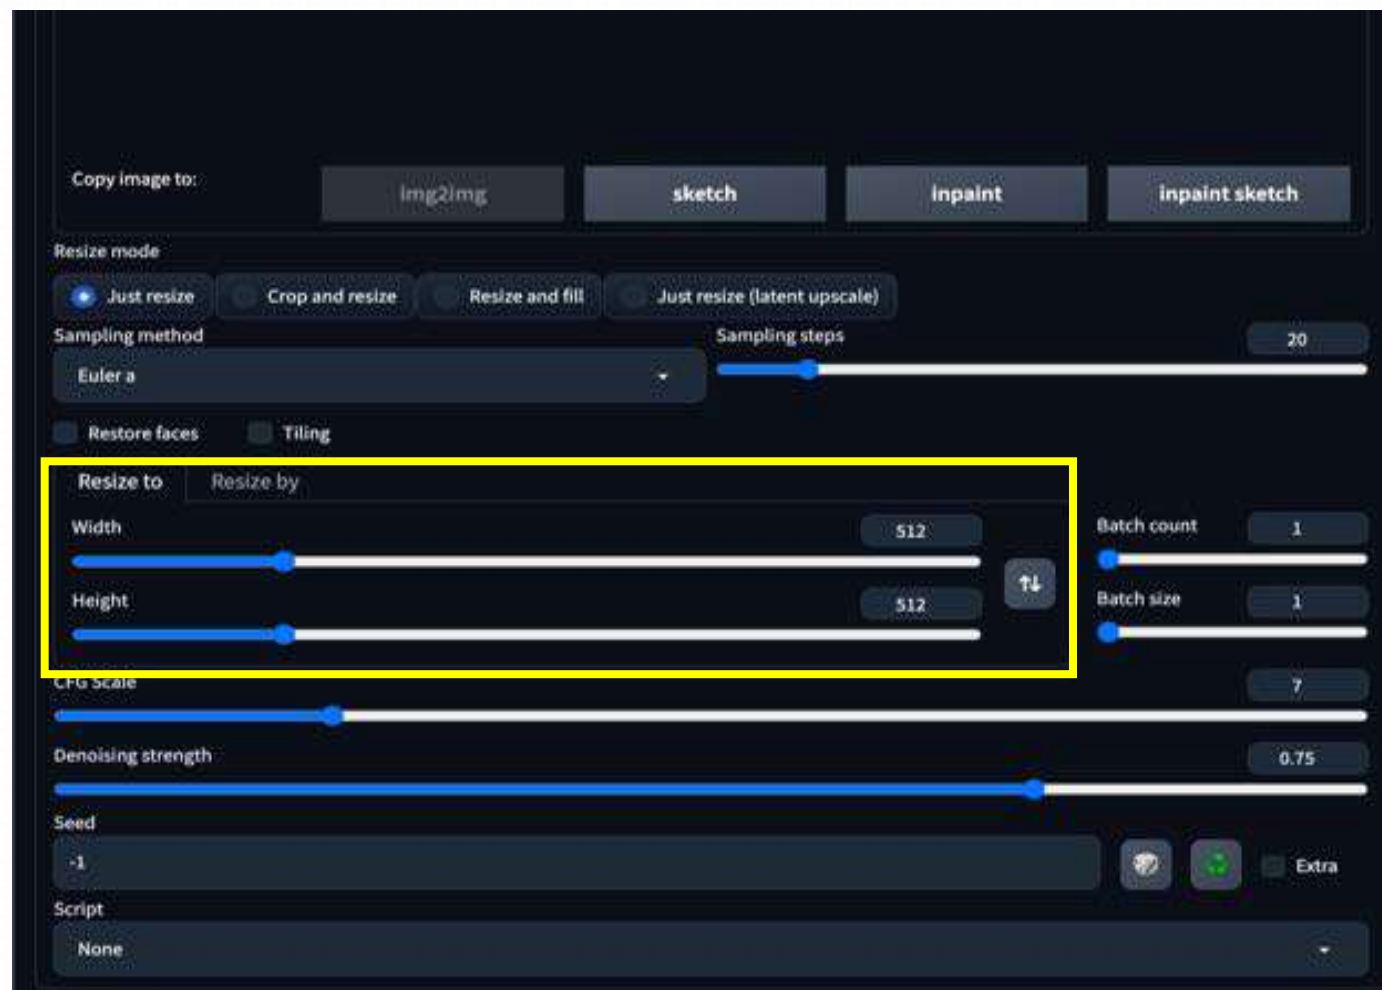 Copy image to:
img2img
sketch
inpaint
inpaint sketch
Resize mode
Just resize
Crop and resize
Resize and fill
Just resize (latent upscale)
Sampling method
Sampling steps
20
Euler a
Restore faces
Tiling
Resize to
Resize by
Width
512
Batch count
1
Height
512
Batch size
1
CFG Scale
7
Denoising strength
0.75
Seed
-1
Extra
Script
None